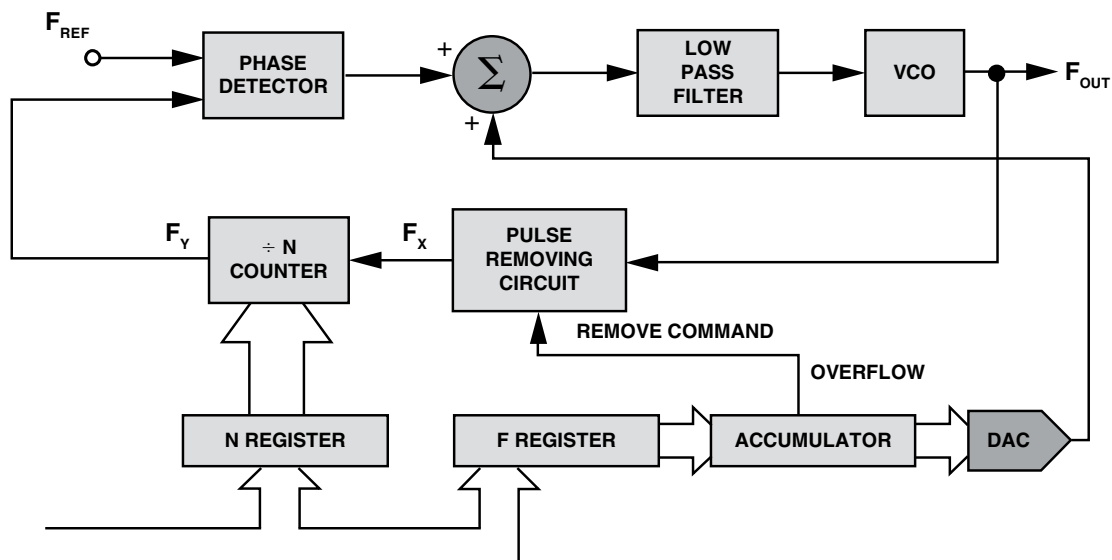 F_REF
PHASE
DETECTOR
+
Σ
+
LOW
PASS
FILTER
VCO
F_OUT
F_Y
÷ N
COUNTER
F_X
PULSE
REMOVING
CIRCUIT
REMOVE COMMAND
OVERFLOW
N REGISTER
F REGISTER
ACCUMULATOR
DAC